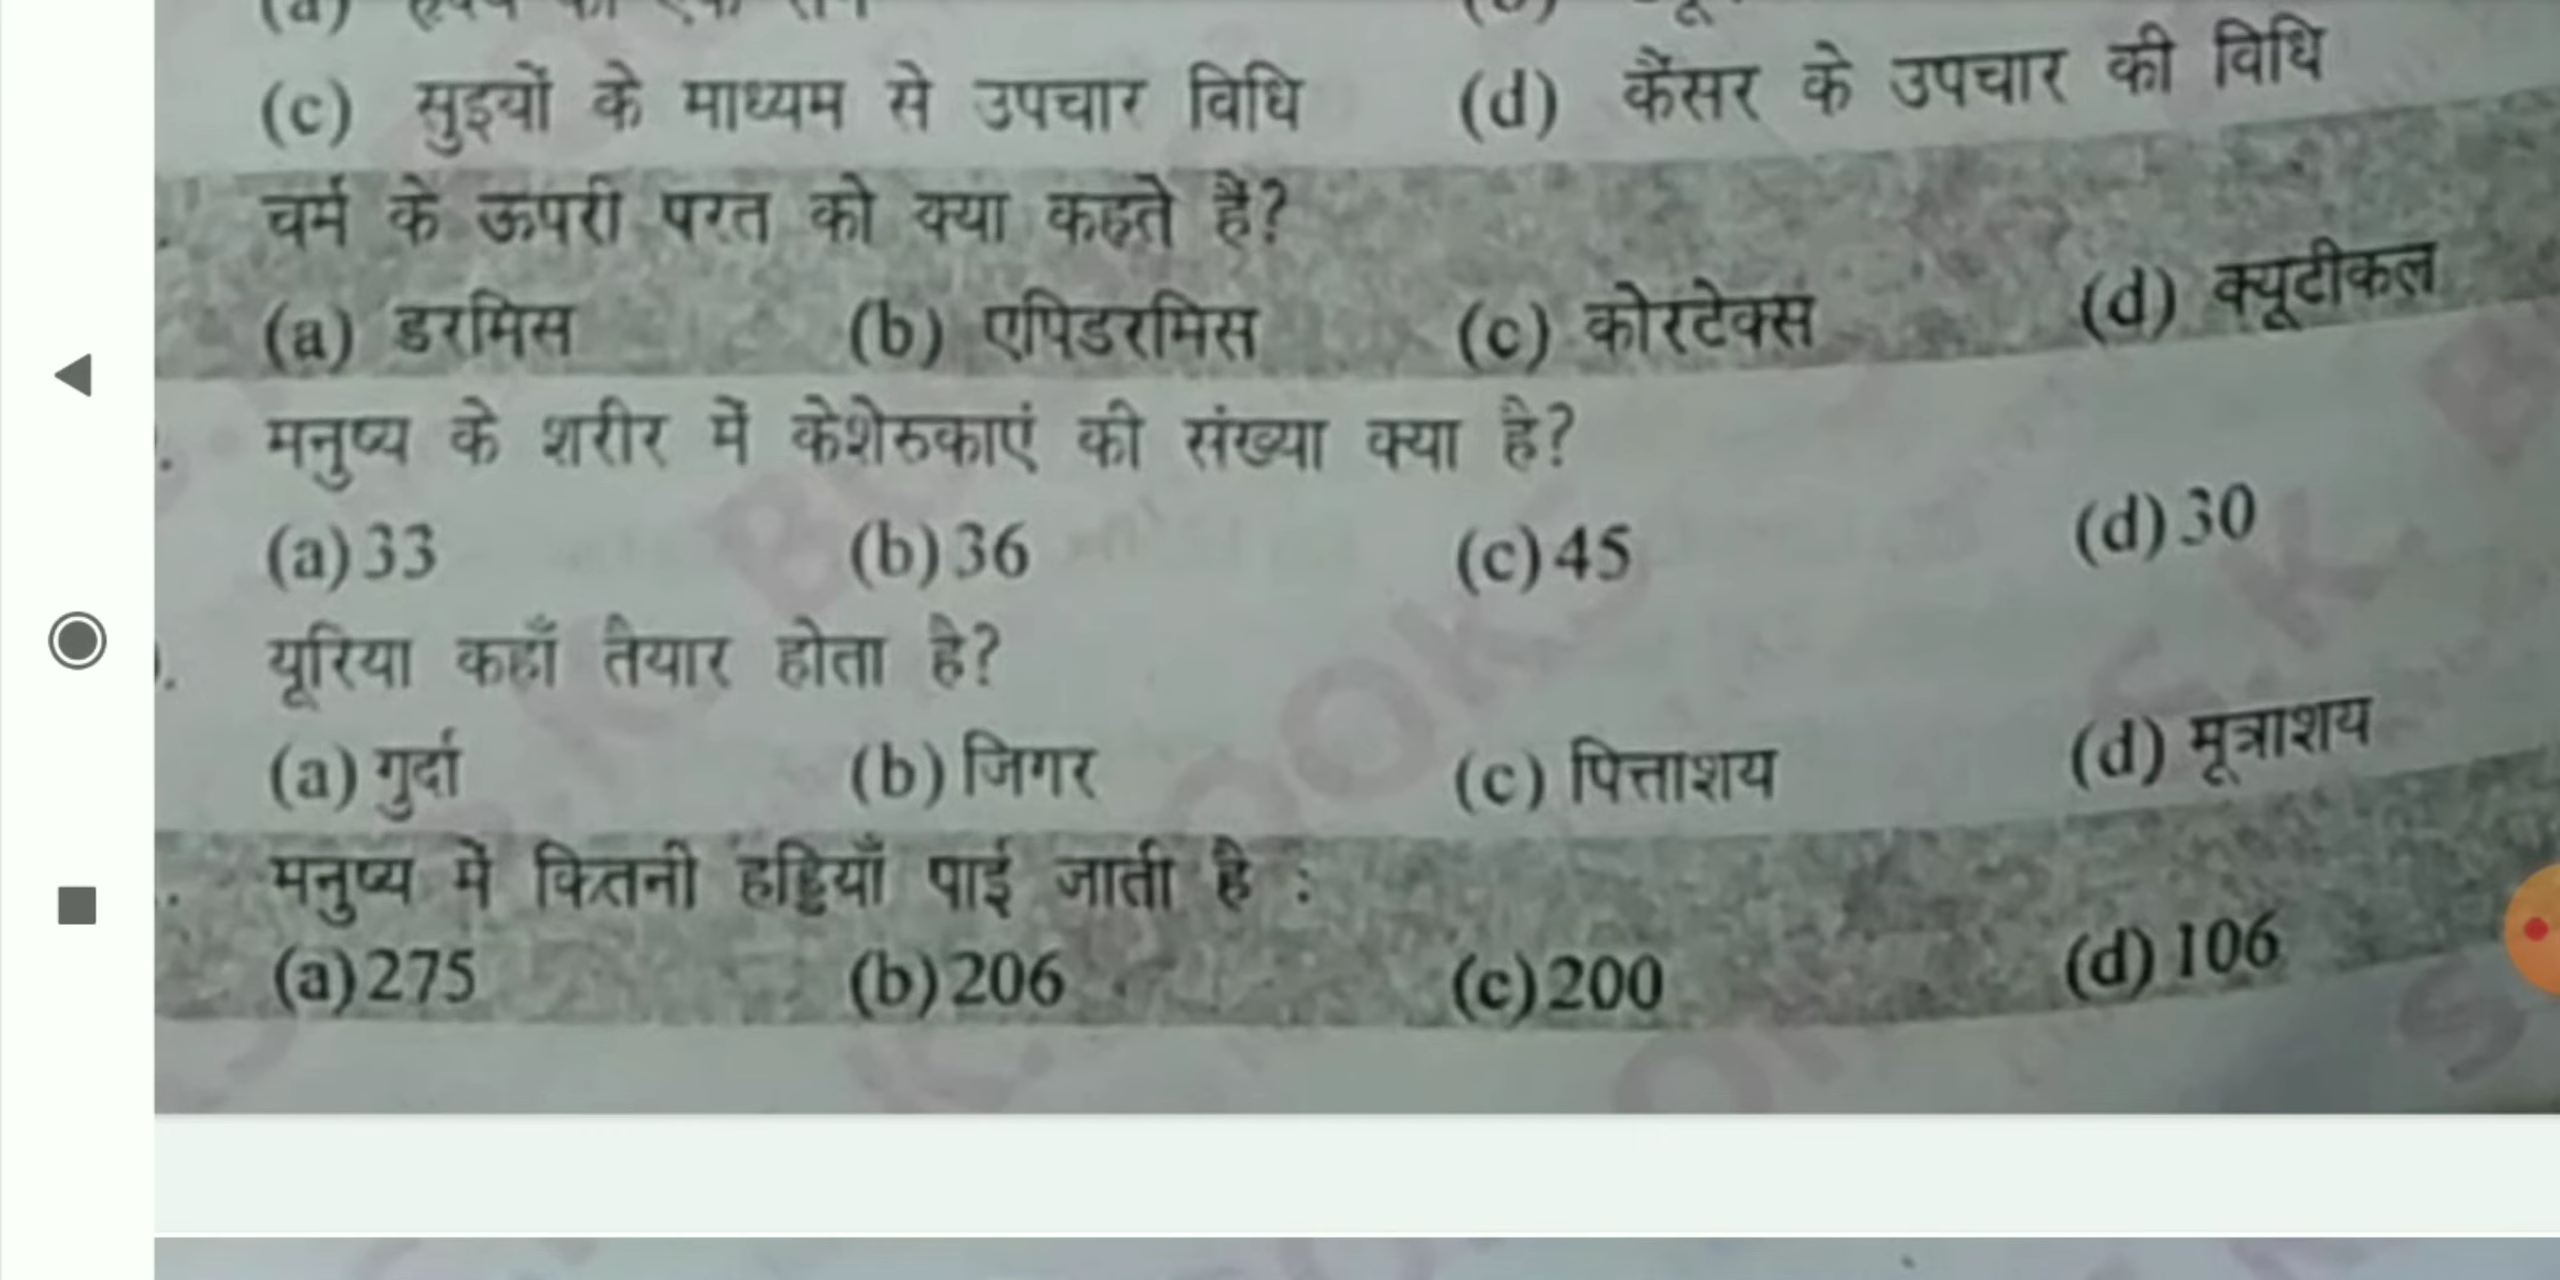 (c) सुइयों के माध्यम से उपचार विधि (d) कैंसर के उपचार की विधि
चर्म के ऊपरी परत को क्या कहते हैं?
(a) डरमिस (b) एपिडरमिस (c) कोरटेक्स (d) क्यूटीकल
मनुष्य के शरीर में केशेरुकाएं की संख्या क्या है?
(a) 33 (b) 36 (c) 45 (d) 30
यूरिया कहाँ तैयार होता है?
(a) गुर्दा (b) जिगर (c) पित्ताशय (d) मूत्राशय
मनुष्य में कितनी हड्डियाँ पाई जाती है :
(a) 275 (b) 206 (c) 200 (d) 106